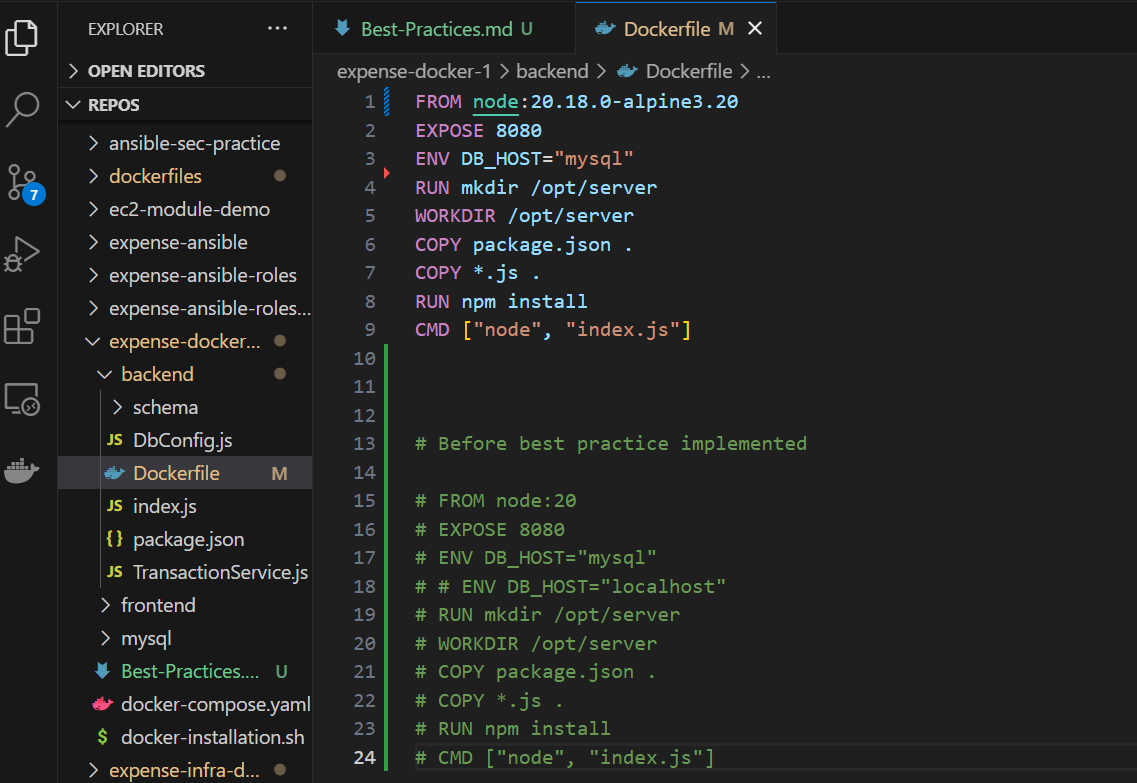 EXPLORER
OPEN EDITORS
REPOS
ansible-sec-practice
dockerfiles
ec2-module-demo
expense-ansible
expense-ansible-roles
expense-ansible-roles...
expense-docker...
backend
schema
JS DbConfig.js
Dockerfile M
JS index.js
{} package.json
JS TransactionService.js
frontend
mysql
Best-Practices.... U
docker-compose.yaml
$ docker-installation.sh
expense-infra-d...
7
Best-Practices.md U
Dockerfile M
expense-docker-1 > backend > Dockerfile > ...
1 FROM node:20.18.0-alpine3.20
2 EXPOSE 8080
3 ENV DB_HOST="mysql"
4 RUN mkdir /opt/server
5 WORKDIR /opt/server
6 COPY package.json .
7 COPY *.js .
8 RUN npm install
9 CMD ["node", "index.js"]
10
11
12
13 # Before best practice implemented
14
15 # FROM node:20
16 # EXPOSE 8080
17 # ENV DB_HOST="mysql"
18 # # ENV DB_HOST="localhost"
19 # RUN mkdir /opt/server
20 # WORKDIR /opt/server
21 # COPY package.json .
22 # COPY *.js .
23 # RUN npm install
24 # CMD ["node", "index.js"]